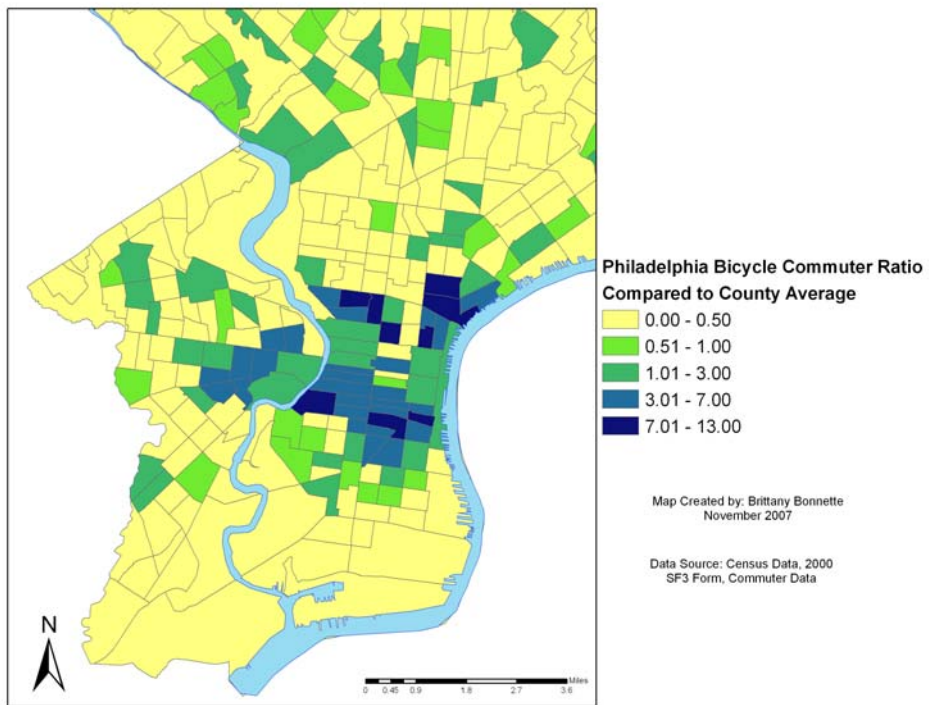 Philadelphia Bicycle Commuter Ratio
Compared to County Average
0.00 - 0.50
0.51 - 1.00
1.01 - 3.00
3.01 - 7.00
7.01 - 13.00
Map Created by: Brittany Bonnette
November 2007
Data Source: Census Data, 2000
SF3 Form, Commuter Data
N
Miles
0 0.45 0.9 1.8 2.7 3.6